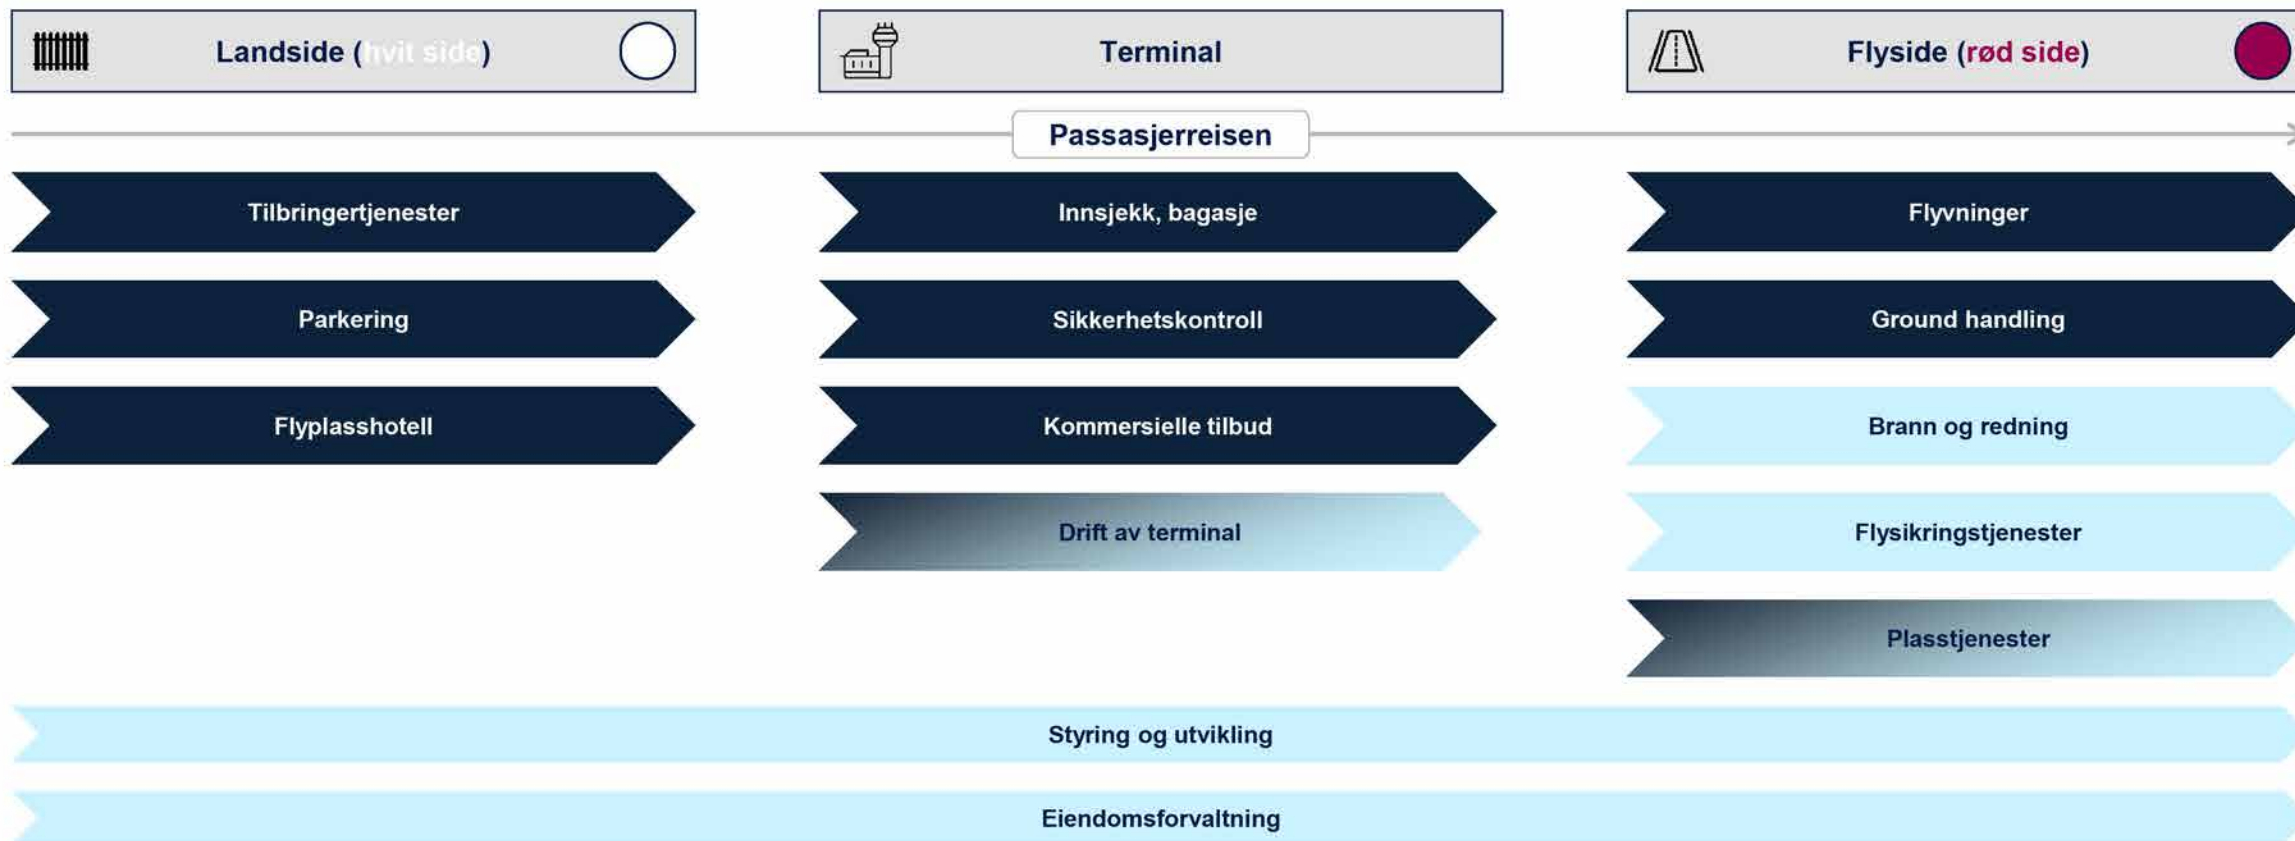 Landside (hvit side)
Terminal
Flyside (rød side)
Passasjerreisen
Tilbringertjenester
Innsjekk, bagasje
Flyvninger
Parkering
Sikkerhetskontroll
Ground handling
Flyplasshotell
Kommersielle tilbud
Brann og redning
Drift av terminal
Flysikringstjenester
Plasstjenester
Styring og utvikling
Eiendomsforvaltning